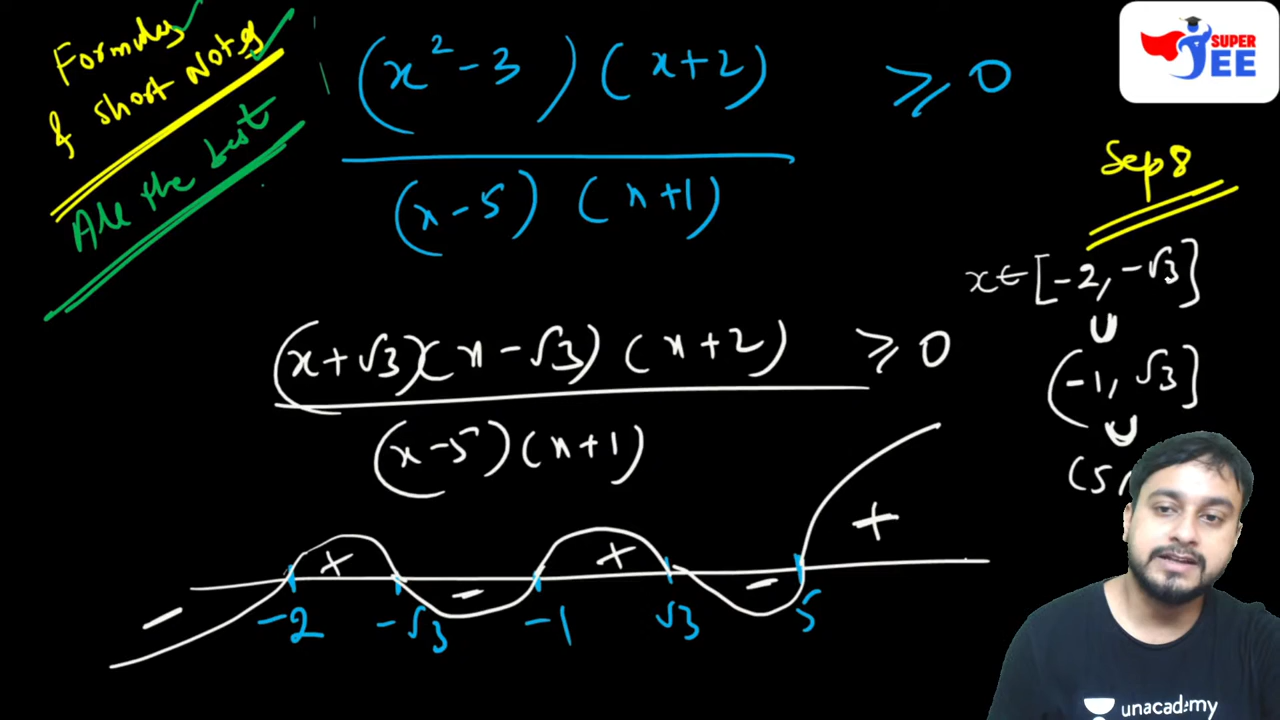 Formulas
& short Notes
All the best
(x² - 3) (x+2) ≥ 0
(x-5) (x+1)
SUPER
JEE
Sep 8
x ∈ [-2, -√3]
∪
(-1, √3]
∪
(5,
(x+√3)(x-√3) (x+2) ≥ 0
(x-5) (x+1)
- + - + - +
-2 -√3 -1 √3 5
unacademy